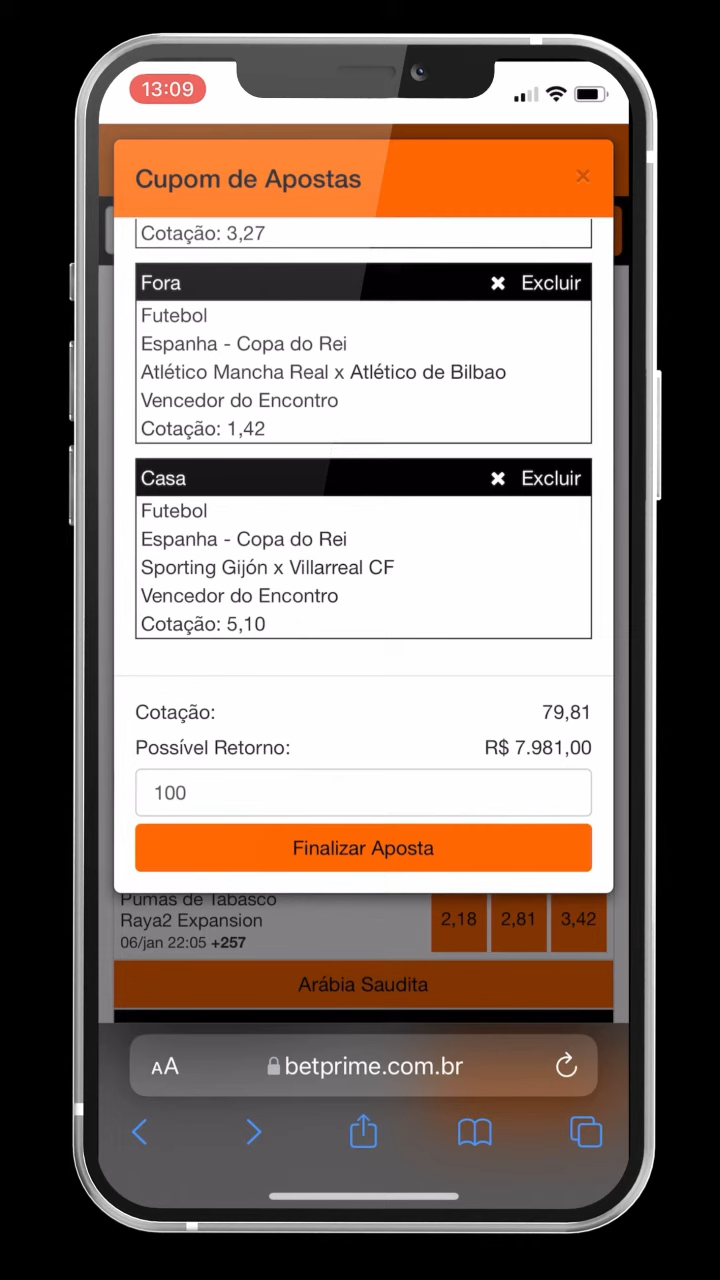 13:09
Cupom de Apostas ×
Cotação: 3,27
Fora ✖ Excluir
Futebol
Espanha - Copa do Rei
Atlético Mancha Real x Atlético de Bilbao
Vencedor do Encontro
Cotação: 1,42
Casa ✖ Excluir
Futebol
Espanha - Copa do Rei
Sporting Gijón x Villarreal CF
Vencedor do Encontro
Cotação: 5,10
Cotação: 79,81
Possível Retorno: R$ 7.981,00
100
Finalizar Aposta
Pumas de Tabasco
Raya2 Expansion 2,18 2,81 3,42
06/jan 22:05 +257
Arábia Saudita
AA betprime.com.br